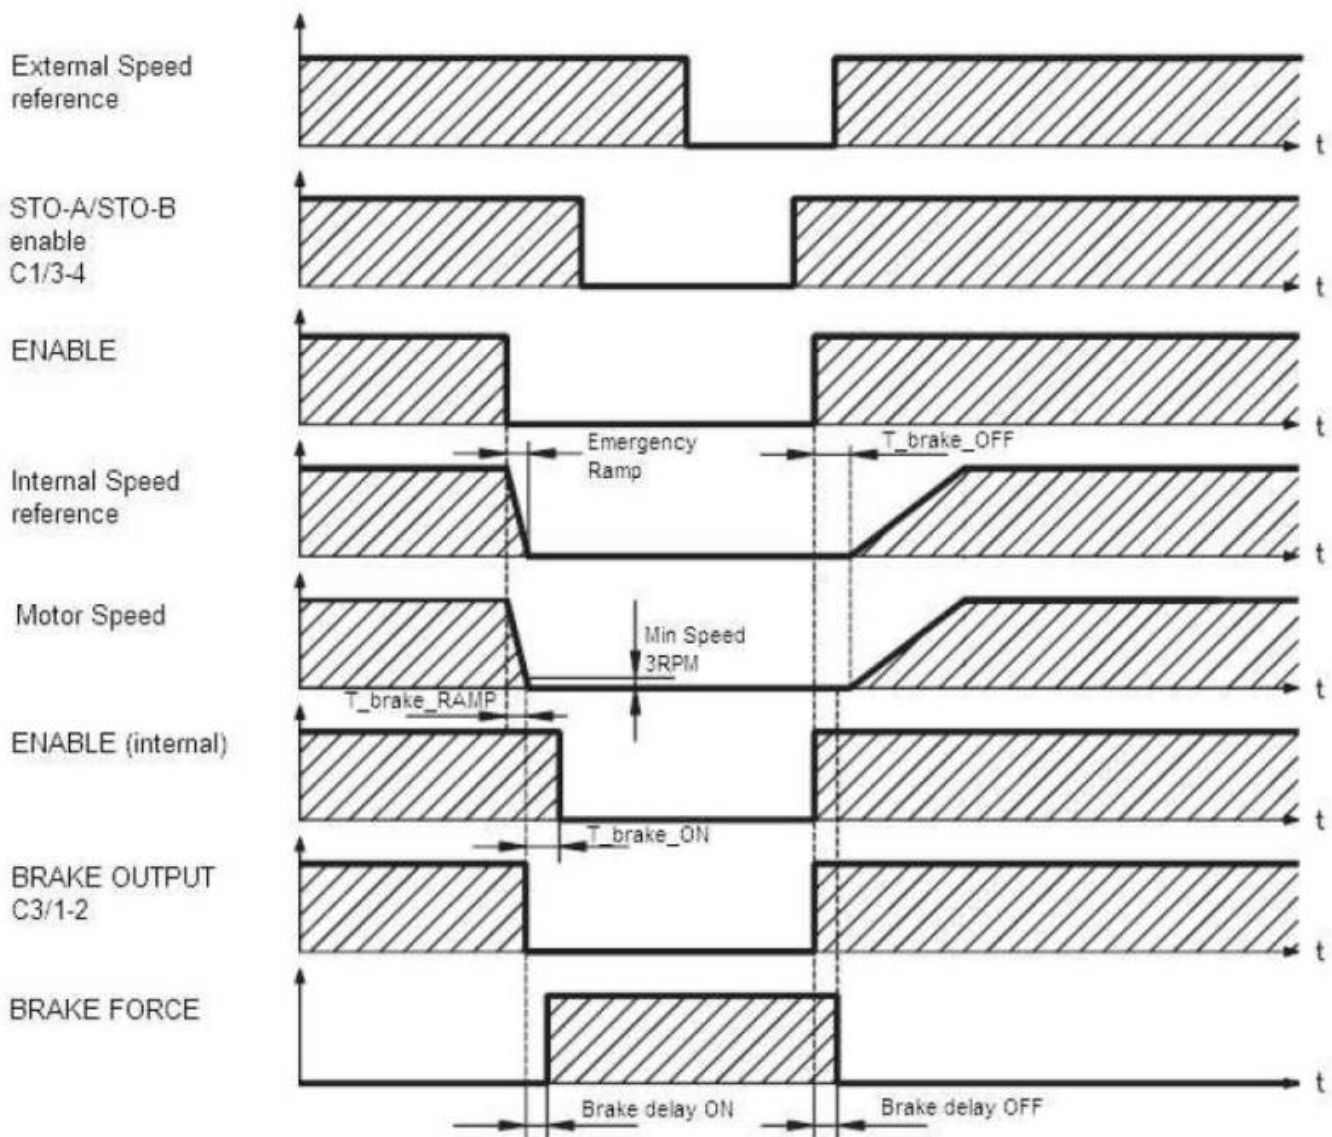 External Speed
reference
t
STO-A/STO-B
enable
C1/3-4
t
ENABLE
t
Emergency
Ramp
T_brake_OFF
Internal Speed
reference
t
Motor Speed
Min Speed
3RPM
t
T_brake_RAMP
ENABLE (internal)
t
T_brake_ON
BRAKE OUTPUT
C3/1-2
t
BRAKE FORCE
t
Brake delay ON
Brake delay OFF